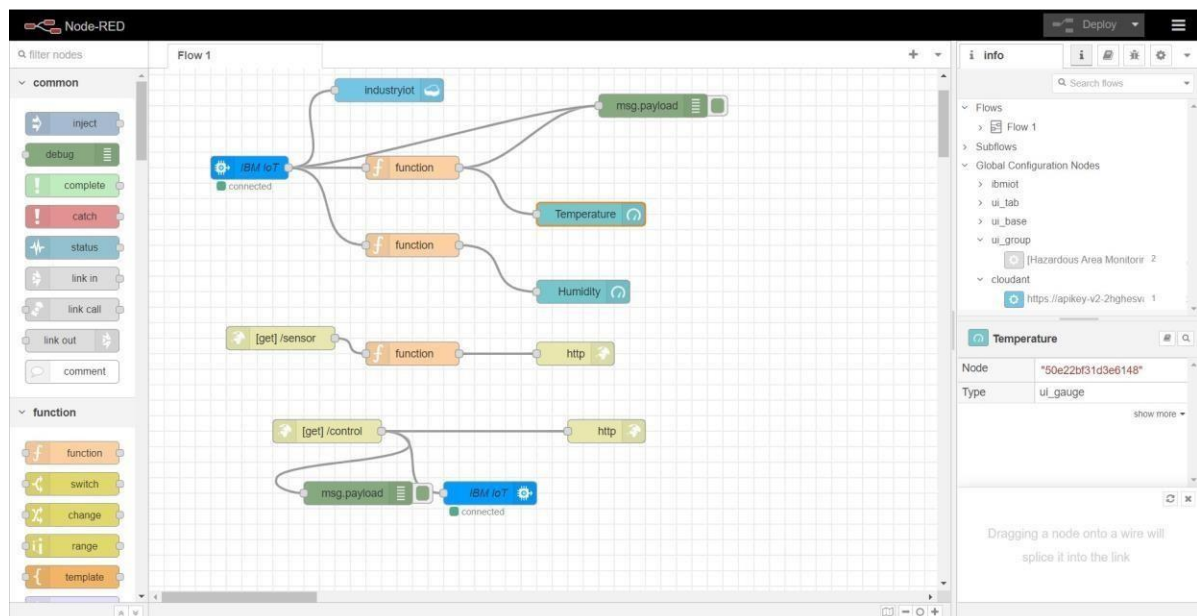 Node-RED
Deploy
filter nodes
Flow 1
info
Search flows
common
inject
debug
complete
catch
status
link in
link call
link out
comment
function
function
switch
change
range
template
industryiot
msg.payload
IBM IoT
connected
function
Temperature
function
Humidity
[get] /sensor
function
http
[get] /control
http
msg.payload
IBM IoT
connected
Flows
Flow 1
Subflows
Global Configuration Nodes
ibmiot
ui_tab
ui_base
ui_group
[Hazardous Area Monitorir 2
cloudant
https://apikey-v2-2hghesv 1
Temperature
Node "50e22bf31d3e6148"
Type ui_gauge
show more
Dragging a node onto a wire will
splice it into the link